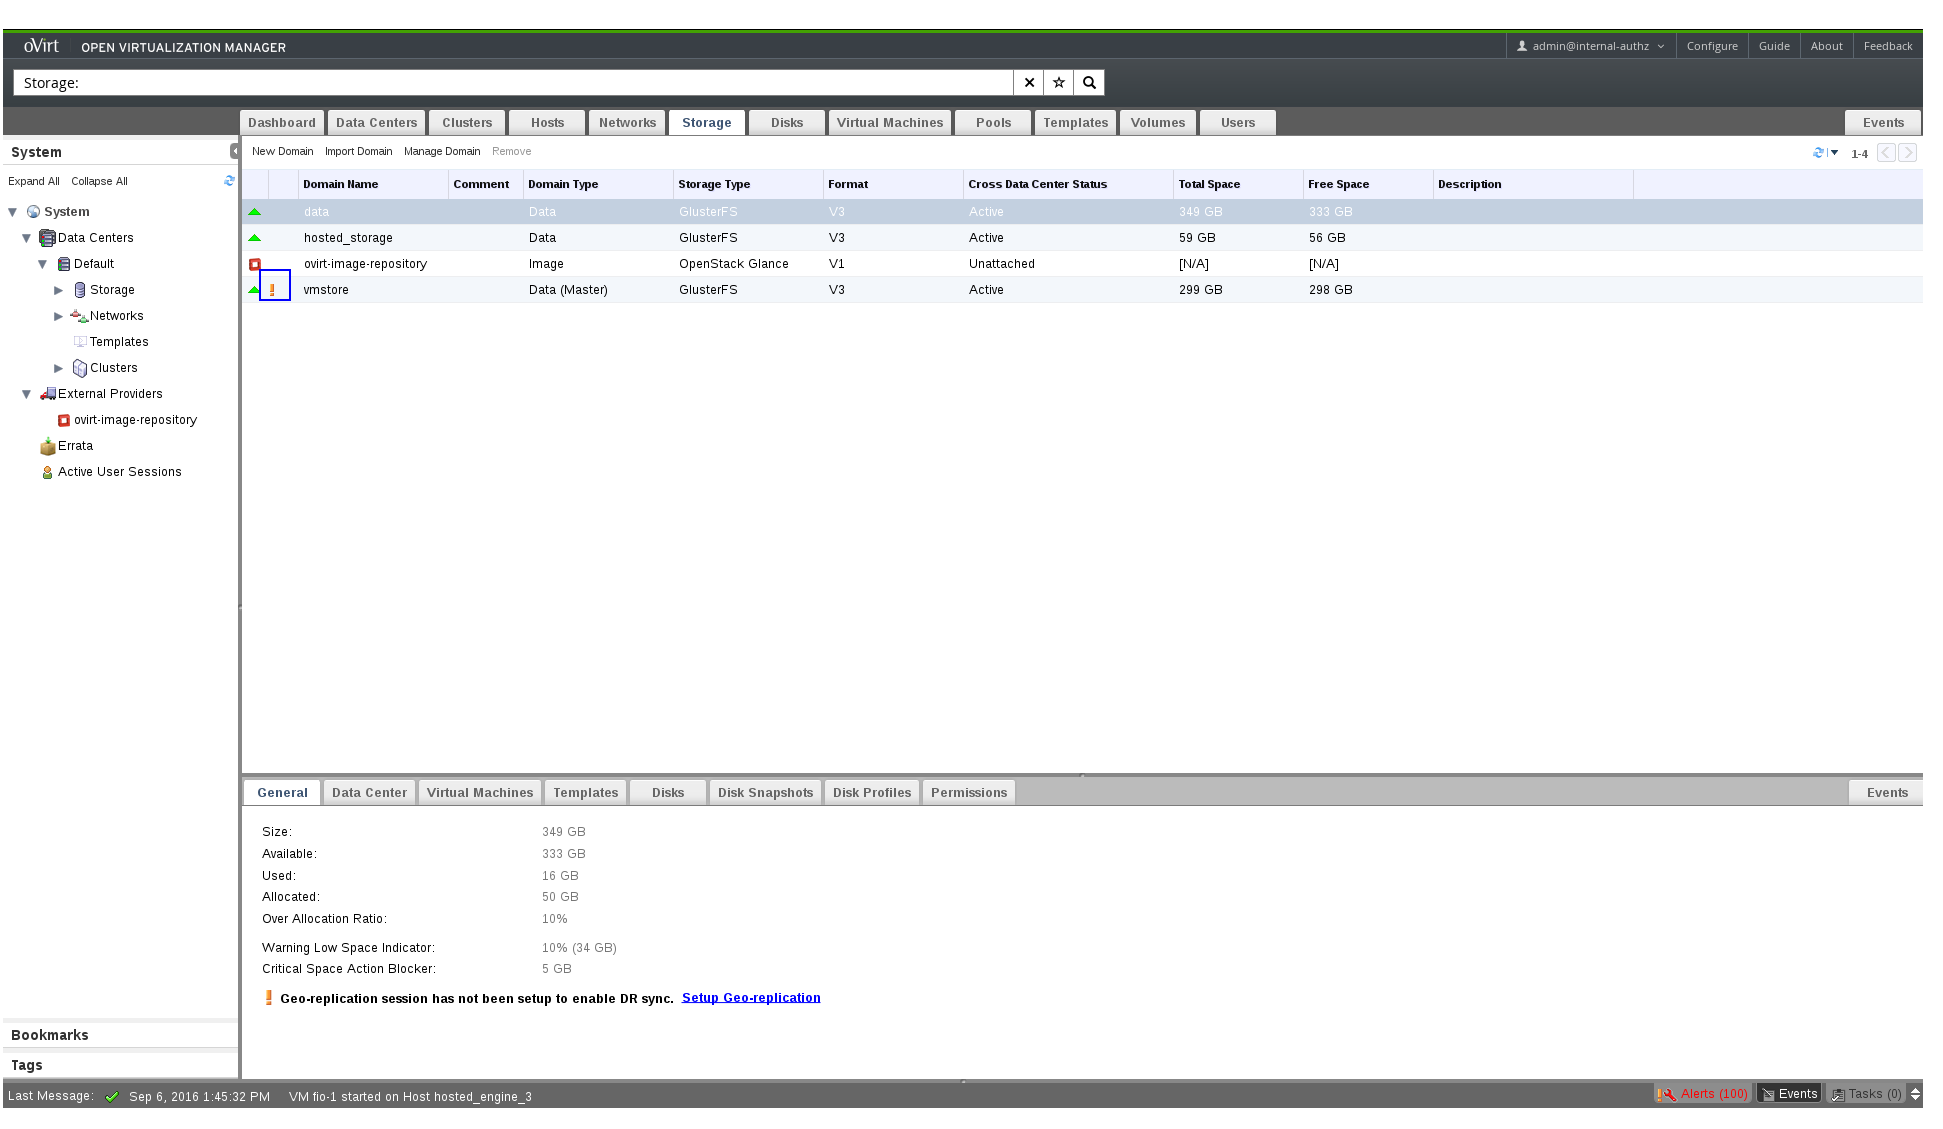 oVirt OPEN VIRTUALIZATION MANAGER
admin@internal-authz Configure Guide About Feedback
Storage:
Dashboard Data Centers Clusters Hosts Networks Storage Disks Virtual Machines Pools Templates Volumes Users Events
System
New Domain Import Domain Manage Domain Remove
1-4
Expand All Collapse All
Domain Name Comment Domain Type Storage Type Format Cross Data Center Status Total Space Free Space Description
data Data GlusterFS V3 Active 349 GB 333 GB
hosted_storage Data GlusterFS V3 Active 59 GB 56 GB
ovirt-image-repository Image OpenStack Glance V1 Unattached [N/A] [N/A]
vmstore Data (Master) GlusterFS V3 Active 299 GB 298 GB
System
Data Centers
Default
Storage
Networks
Templates
Clusters
External Providers
ovirt-image-repository
Errata
Active User Sessions
General Data Center Virtual Machines Templates Disks Disk Snapshots Disk Profiles Permissions Events
Size: 349 GB
Available: 333 GB
Used: 16 GB
Allocated: 50 GB
Over Allocation Ratio: 10%
Warning Low Space Indicator: 10% (34 GB)
Critical Space Action Blocker: 5 GB
Geo-replication session has not been setup to enable DR sync. Setup Geo-replication
Bookmarks
Tags
Last Message: Sep 6, 2016 1:45:32 PM VM fio-1 started on Host hosted_engine_3
Alerts (100) Events Tasks (0)